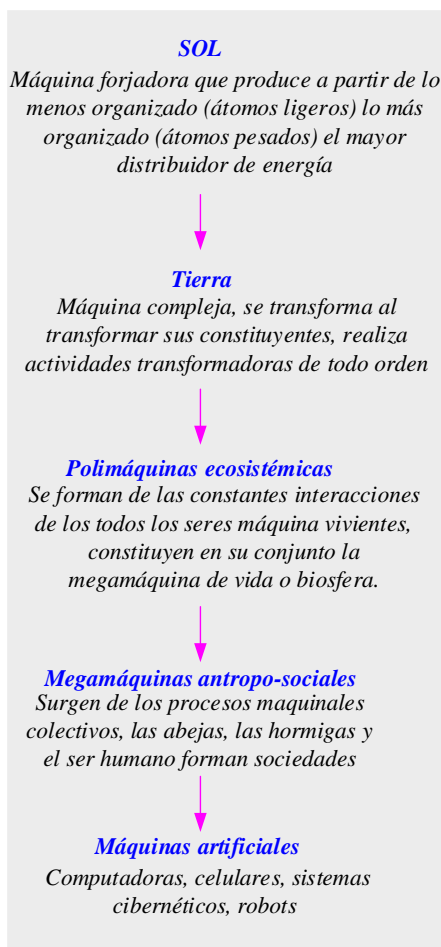 SOL
Máquina forjadora que produce a partir de lo
menos organizado (átomos ligeros) lo más
organizado (átomos pesados) el mayor
distribuidor de energía
Tierra
Máquina compleja, se transforma al
transformar sus constituyentes, realiza
actividades transformadoras de todo orden
Polimáquinas ecosistémicas
Se forman de las constantes interacciones
de los todos los seres máquina vivientes,
constituyen en su conjunto la
megamáquina de vida o biosfera.
Megamáquinas antropo-sociales
Surgen de los procesos maquinales
colectivos, las abejas, las hormigas y
el ser humano forman sociedades
Máquinas artificiales
Computadoras, celulares, sistemas
cibernéticos, robots